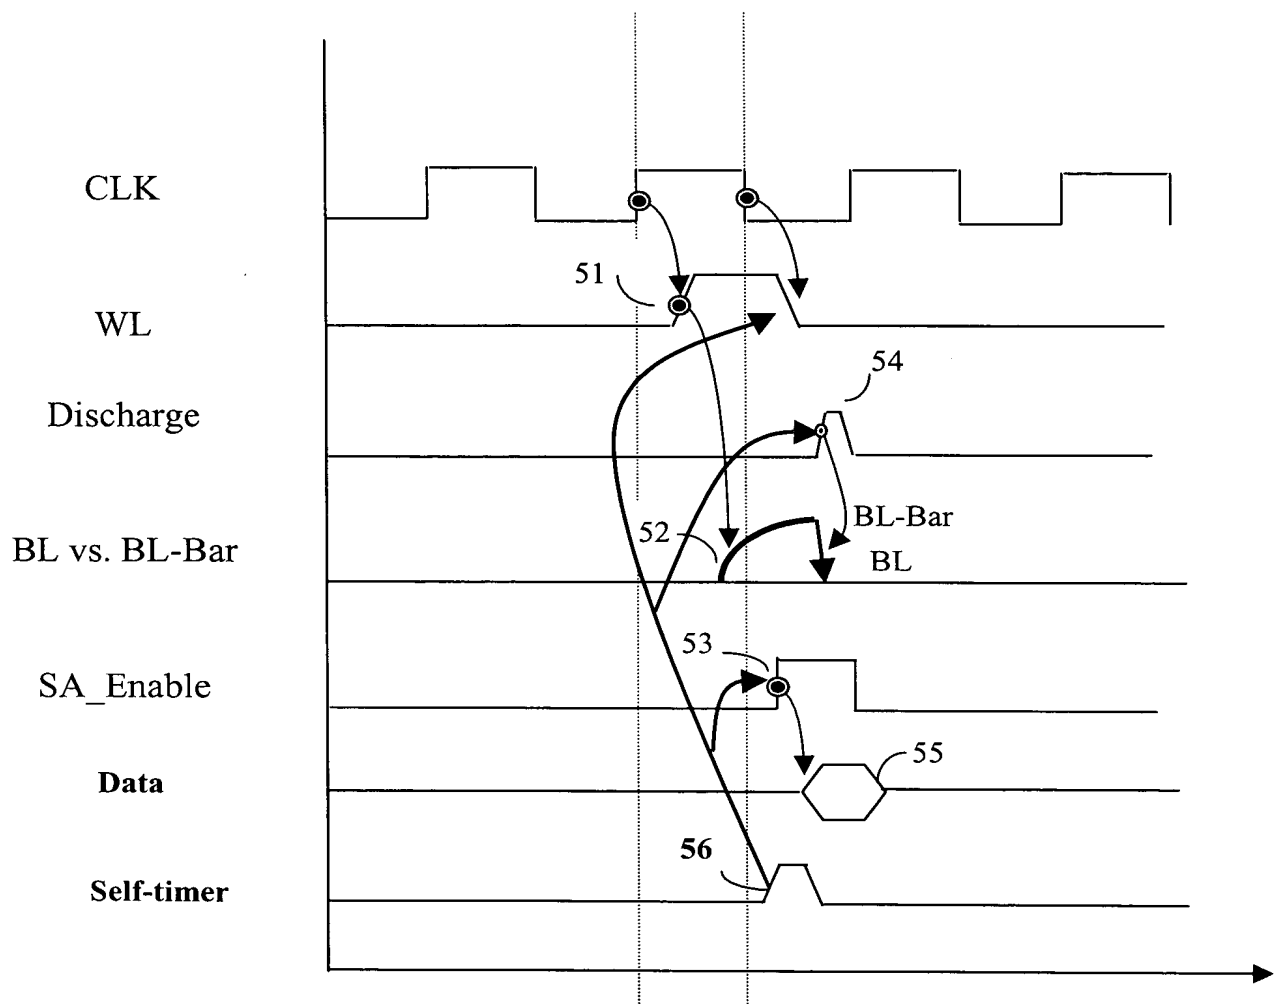 CLK
51
WL
54
Discharge
52
BL-Bar
BL vs. BL-Bar
BL
53
SA_Enable
55
Data
56
Self-timer